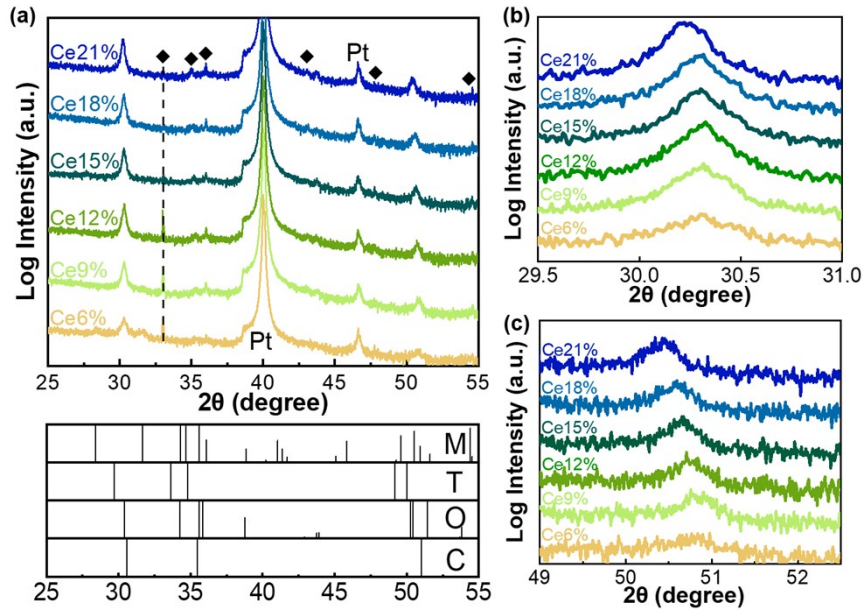 (a)
Log Intensity (a.u.)
Ce21%
Ce18%
Ce15%
Ce12%
Ce9%
Ce6%
Pt
Pt
25 30 35 40 45 50 55
2θ (degree)
M
T
O
C
25 30 35 40 45 50 55
(b)
Log Intensity (a.u.)
Ce21%
Ce18%
Ce15%
Ce12%
Ce9%
Ce6%
29.5 30.0 30.5 31.0
2θ (degree)
(c)
Log Intensity (a.u.)
Ce21%
Ce18%
Ce15%
Ce12%
Ce9%
Ce6%
49 50 51 52
2θ (degree)